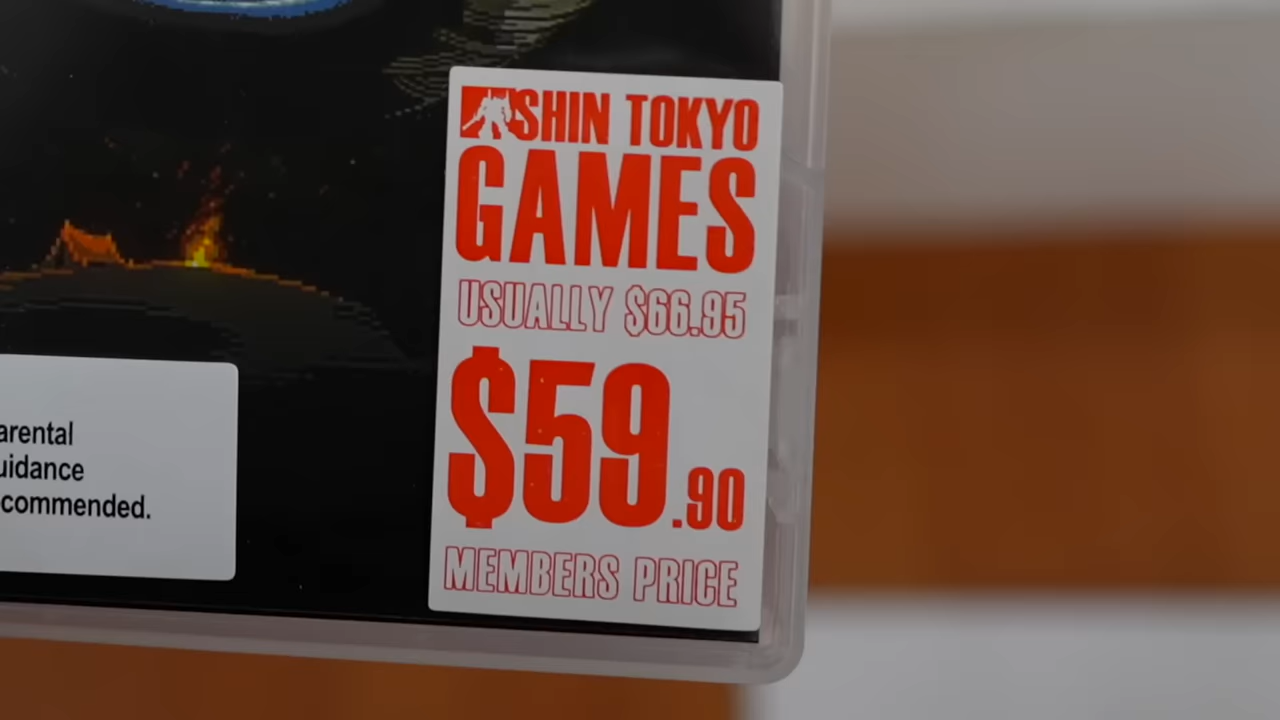 SHIN TOKYO
GAMES
USUALLY $66.95
$59.90
MEMBERS PRICE
arental
uidance
commended.